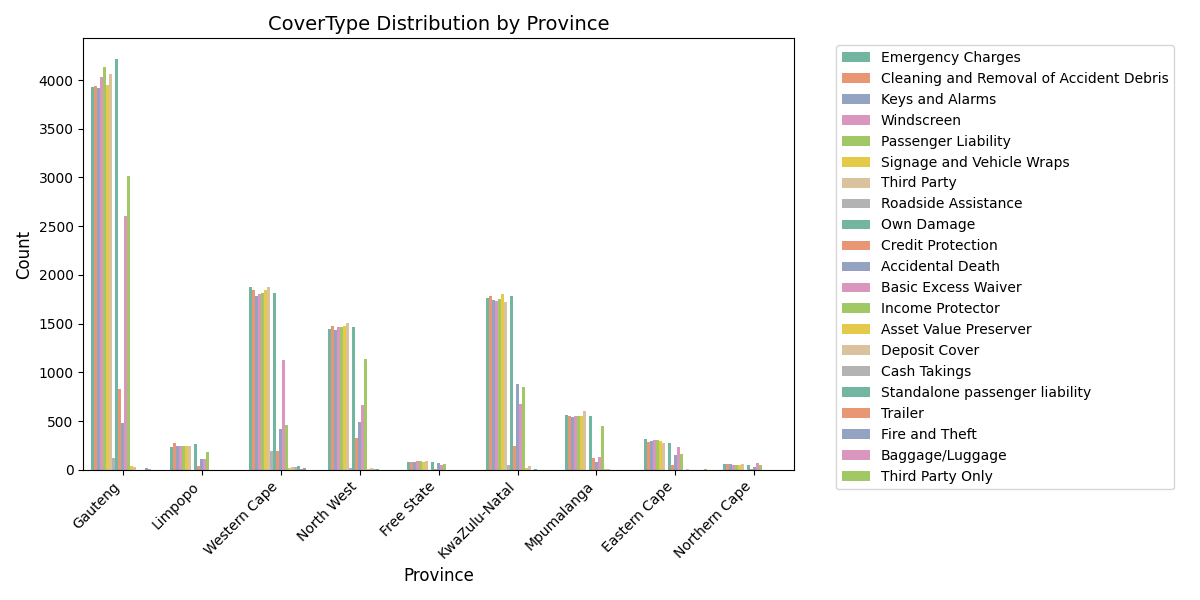 CoverType Distribution by Province
Count
4000
3500
3000
2500
2000
1500
1000
500
0
Gauteng
Limpopo
Western Cape
North West
Free State
KwaZulu-Natal
Mpumalanga
Eastern Cape
Northern Cape
Province
Emergency Charges
Cleaning and Removal of Accident Debris
Keys and Alarms
Windscreen
Passenger Liability
Signage and Vehicle Wraps
Third Party
Roadside Assistance
Own Damage
Credit Protection
Accidental Death
Basic Excess Waiver
Income Protector
Asset Value Preserver
Deposit Cover
Cash Takings
Standalone passenger liability
Trailer
Fire and Theft
Baggage/Luggage
Third Party Only